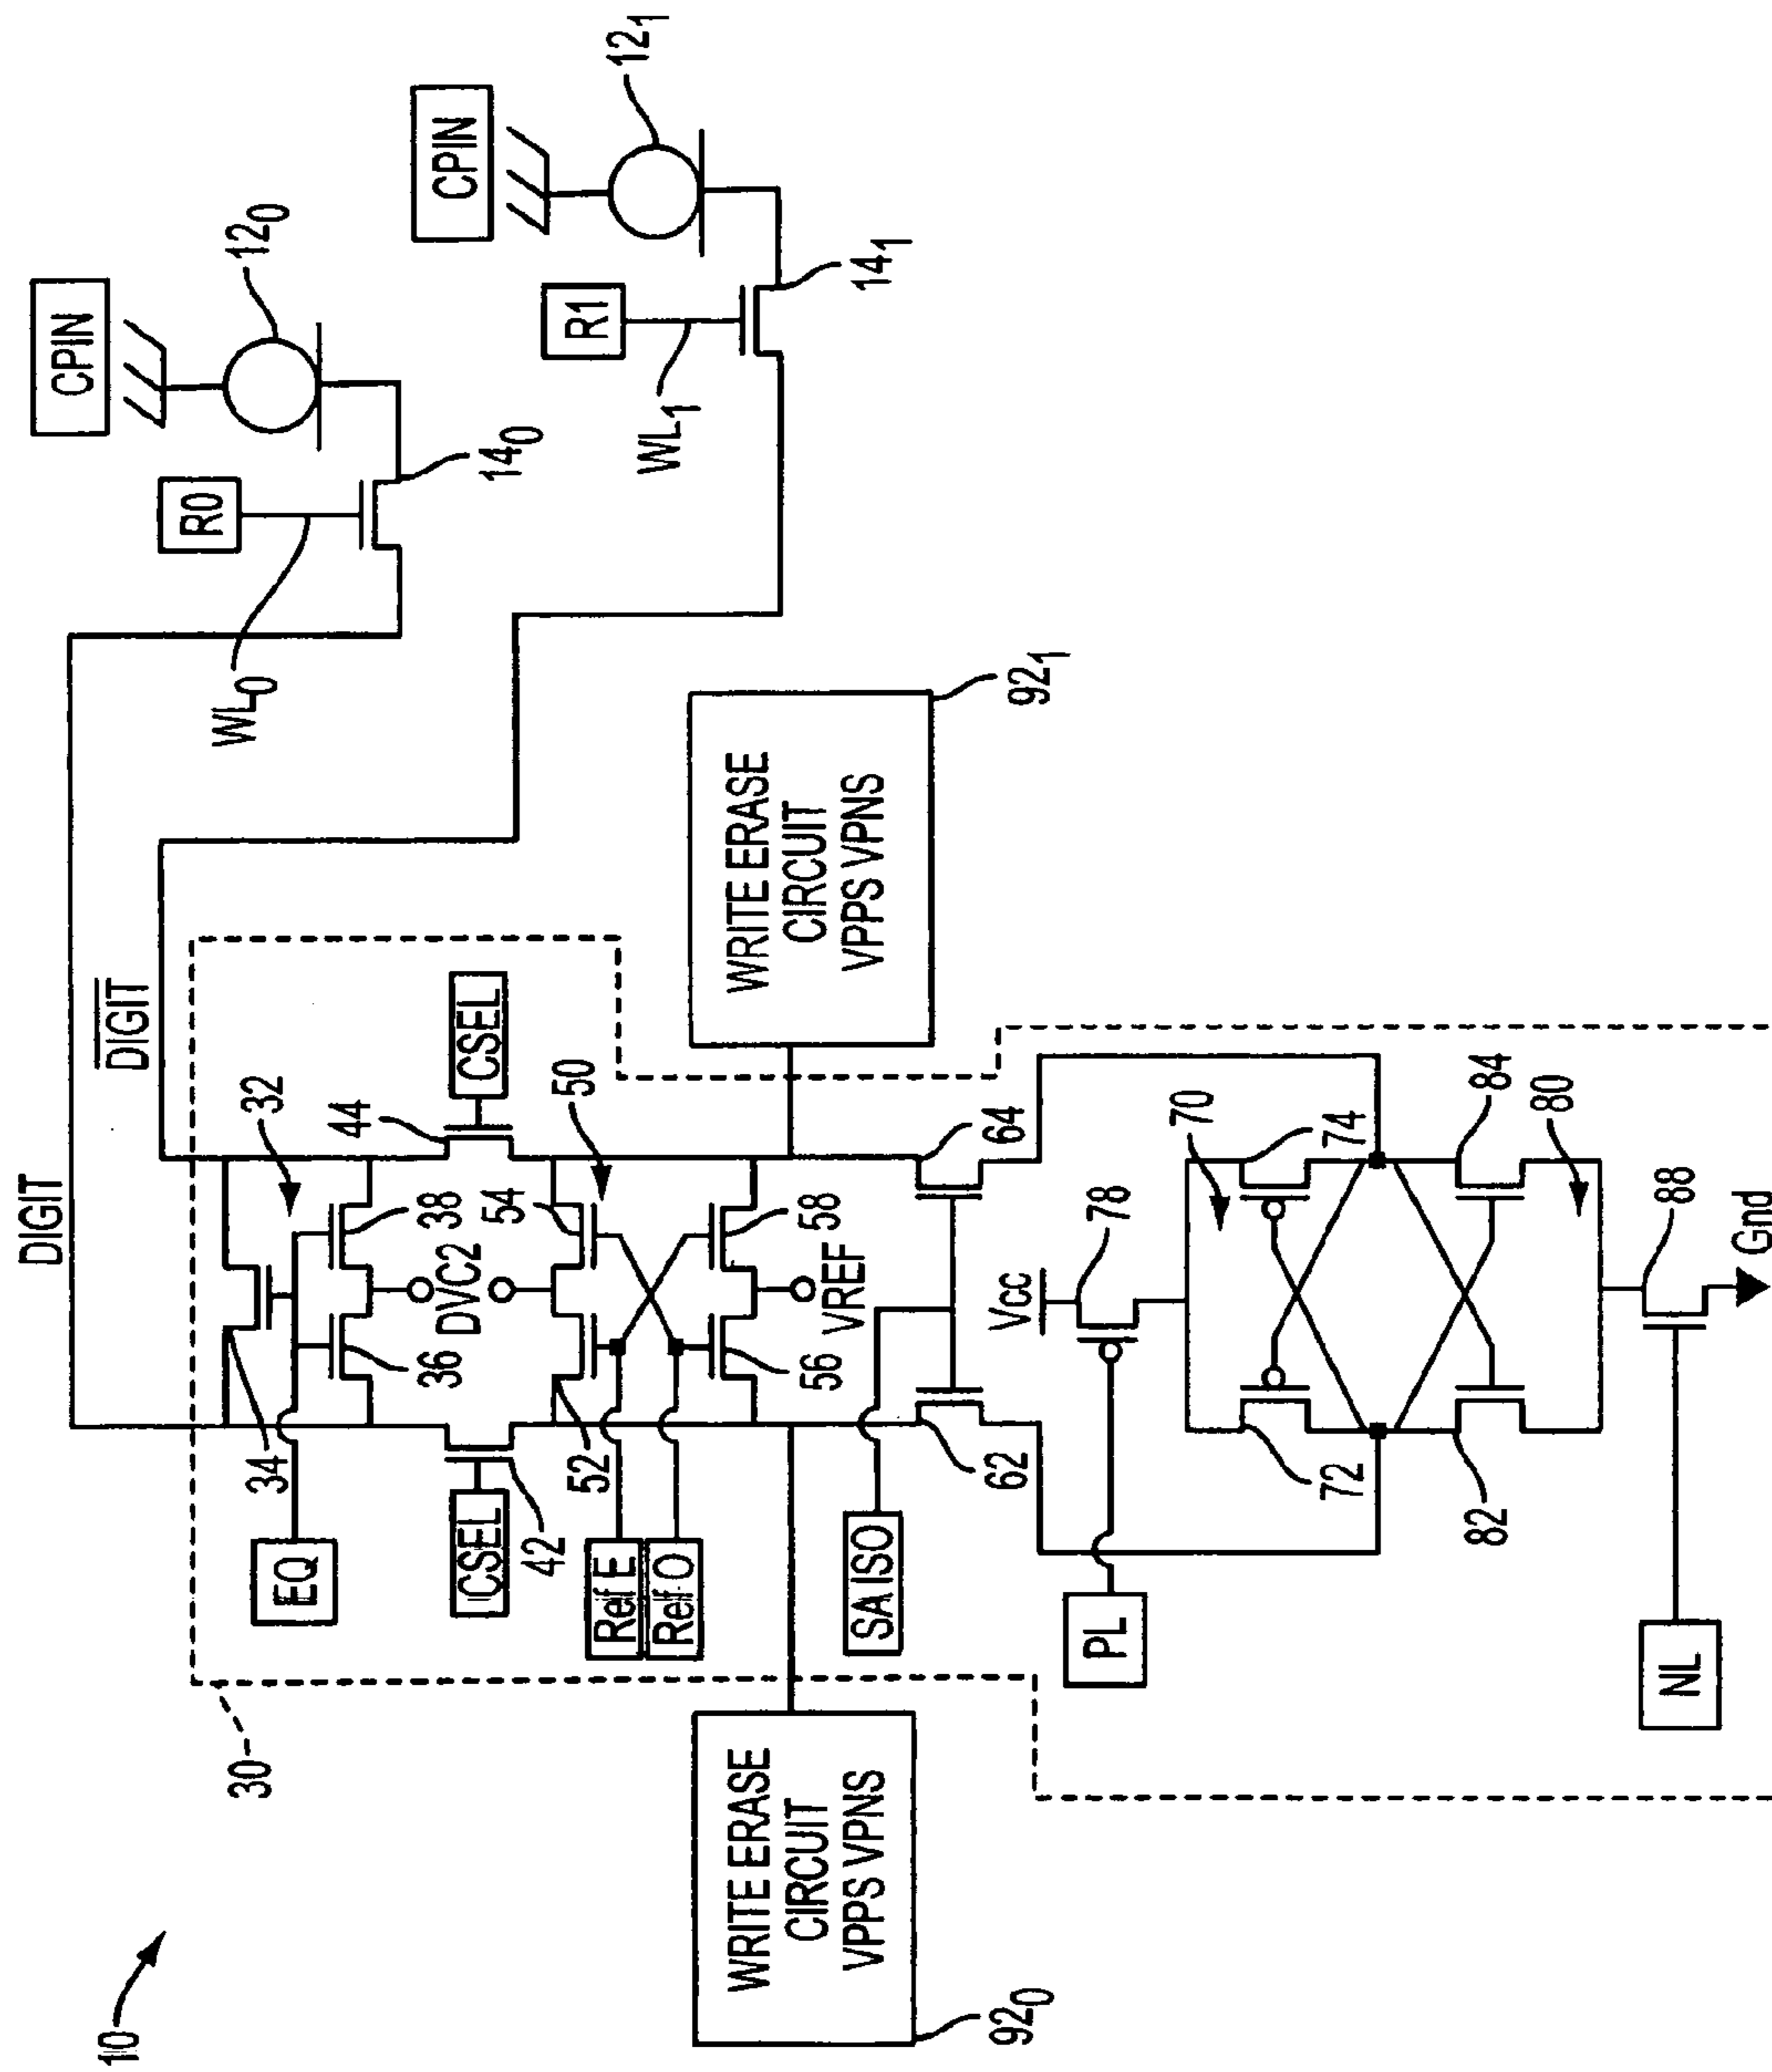 10
30
DIGIT
DIGIT
CPIN
12₀
R0
WL₀
14₀
CPIN
12₁
R1
WL₁
14₁
EQ
34
32
36
38
DVC2
CSEL
42
44
CSEL
Ref E
Ref O
52
54
50
56
58
VREF
WRITE ERASE
CIRCUIT
VPPS VPNS
92₀
WRITE ERASE
CIRCUIT
VPPS VPNS
92₁
SA ISO
62
64
PL
Vcc
78
70
72
74
82
84
80
NL
88
Gnd